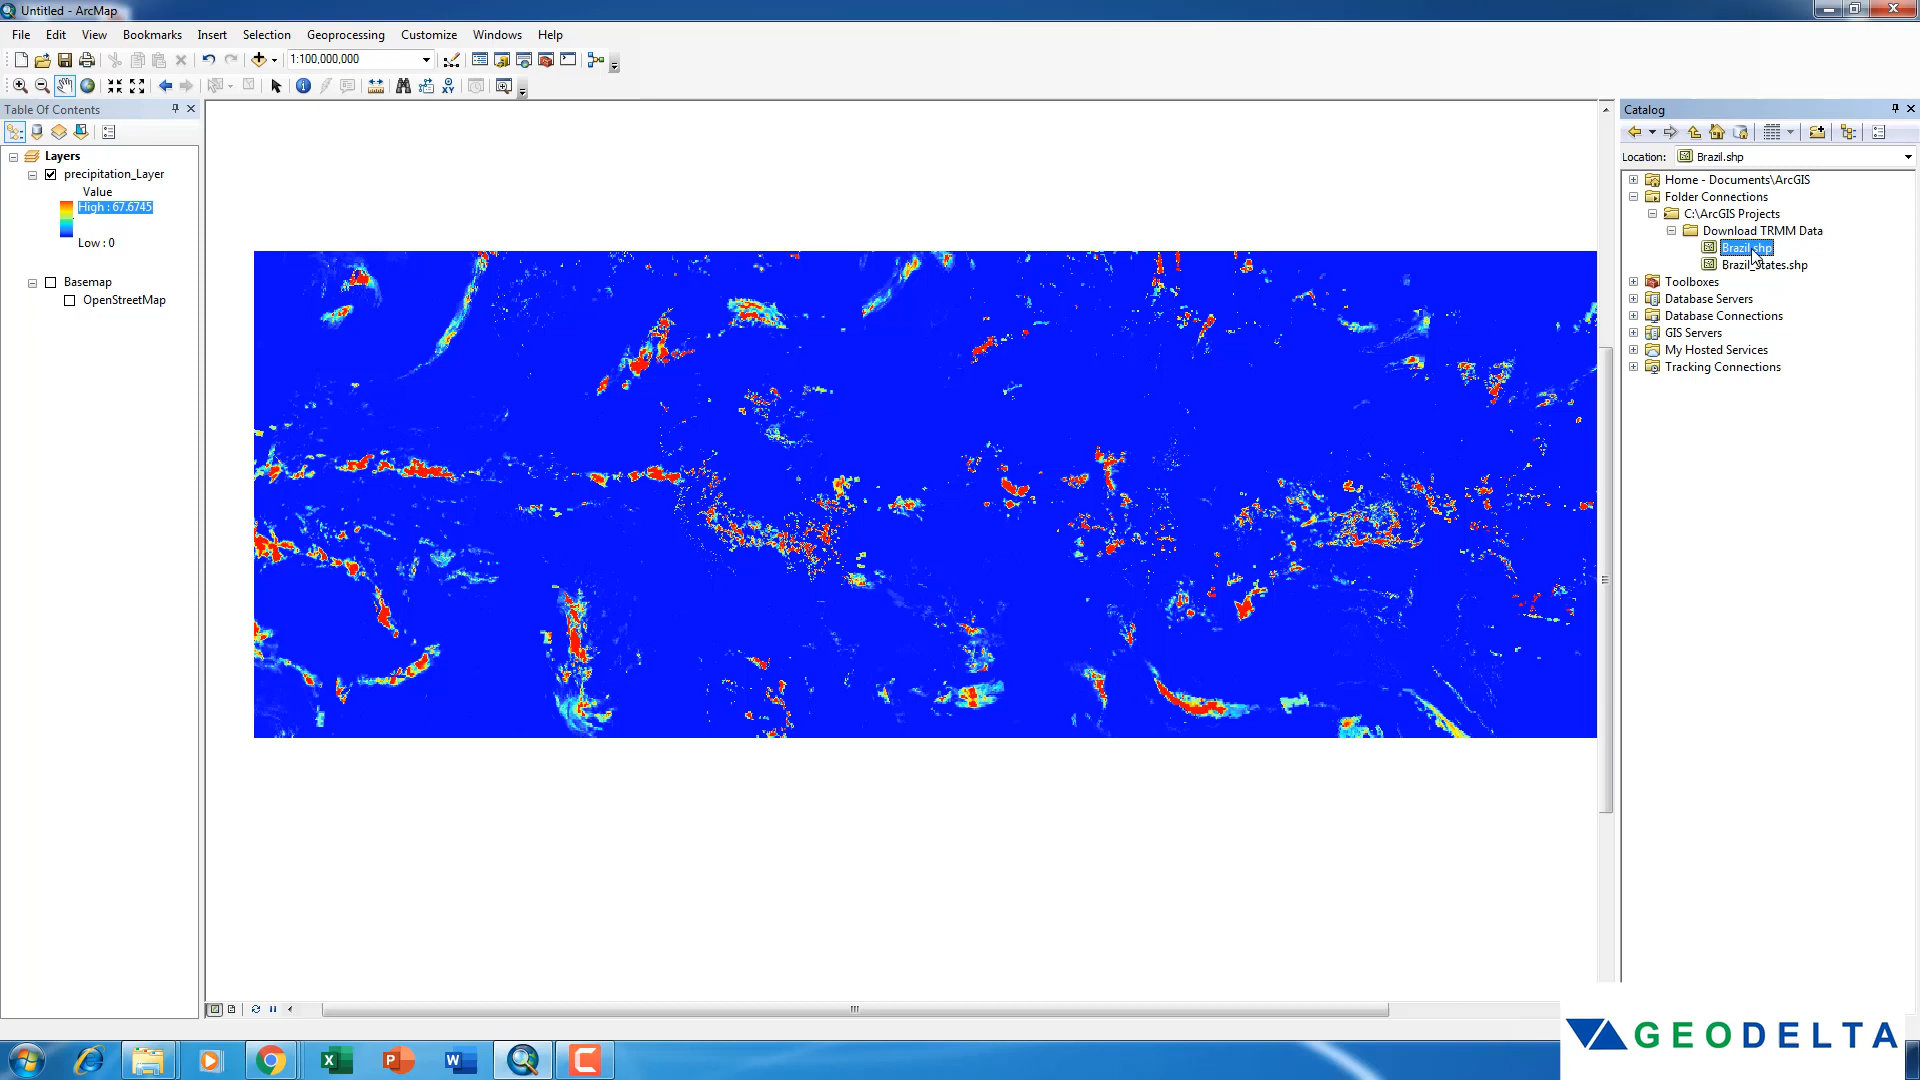 Untitled - ArcMap
File Edit View Bookmarks Insert Selection Geoprocessing Customize Windows Help
1:100,000,000
Table Of Contents
Layers
precipitation_Layer
Value
High : 67.6745
Low : 0
Basemap
OpenStreetMap
Catalog
Location: Brazil.shp
Home - Documents\ArcGIS
Folder Connections
C:\ArcGIS Projects
Download TRMM Data
Brazil.shp
Brazil_States.shp
Toolboxes
Database Servers
Database Connections
GIS Servers
My Hosted Services
Tracking Connections
GEODELTA